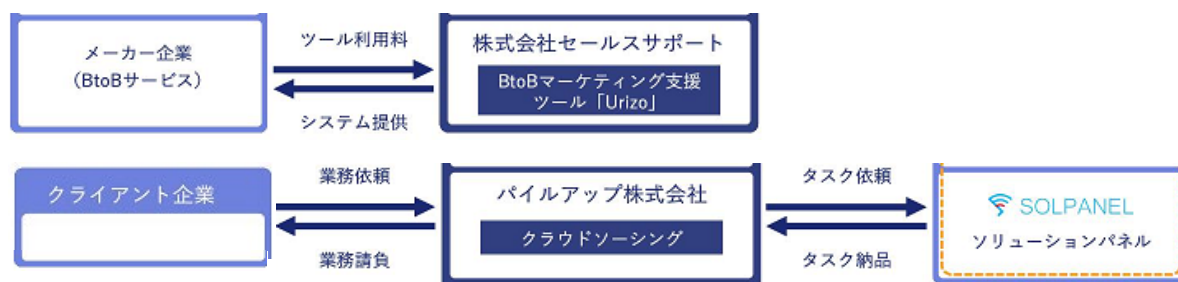 メーカー企業
(BtoBサービス)
ツール利用料
システム提供
株式会社セールスサポート
BtoBマーケティング支援
ツール「Urizo」
クライアント企業
業務依頼
業務請負
パイルアップ株式会社
クラウドソーシング
タスク依頼
タスク納品
SOLPANEL
ソリューションパネル